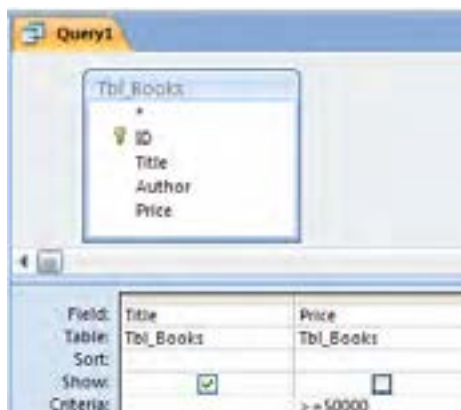 Query1
Tbl_Books
*
ID
Title
Author
Price
Field: Title Price
Table: Tbl_Books Tbl_Books
Sort:
Show:
Criteria: >=50000